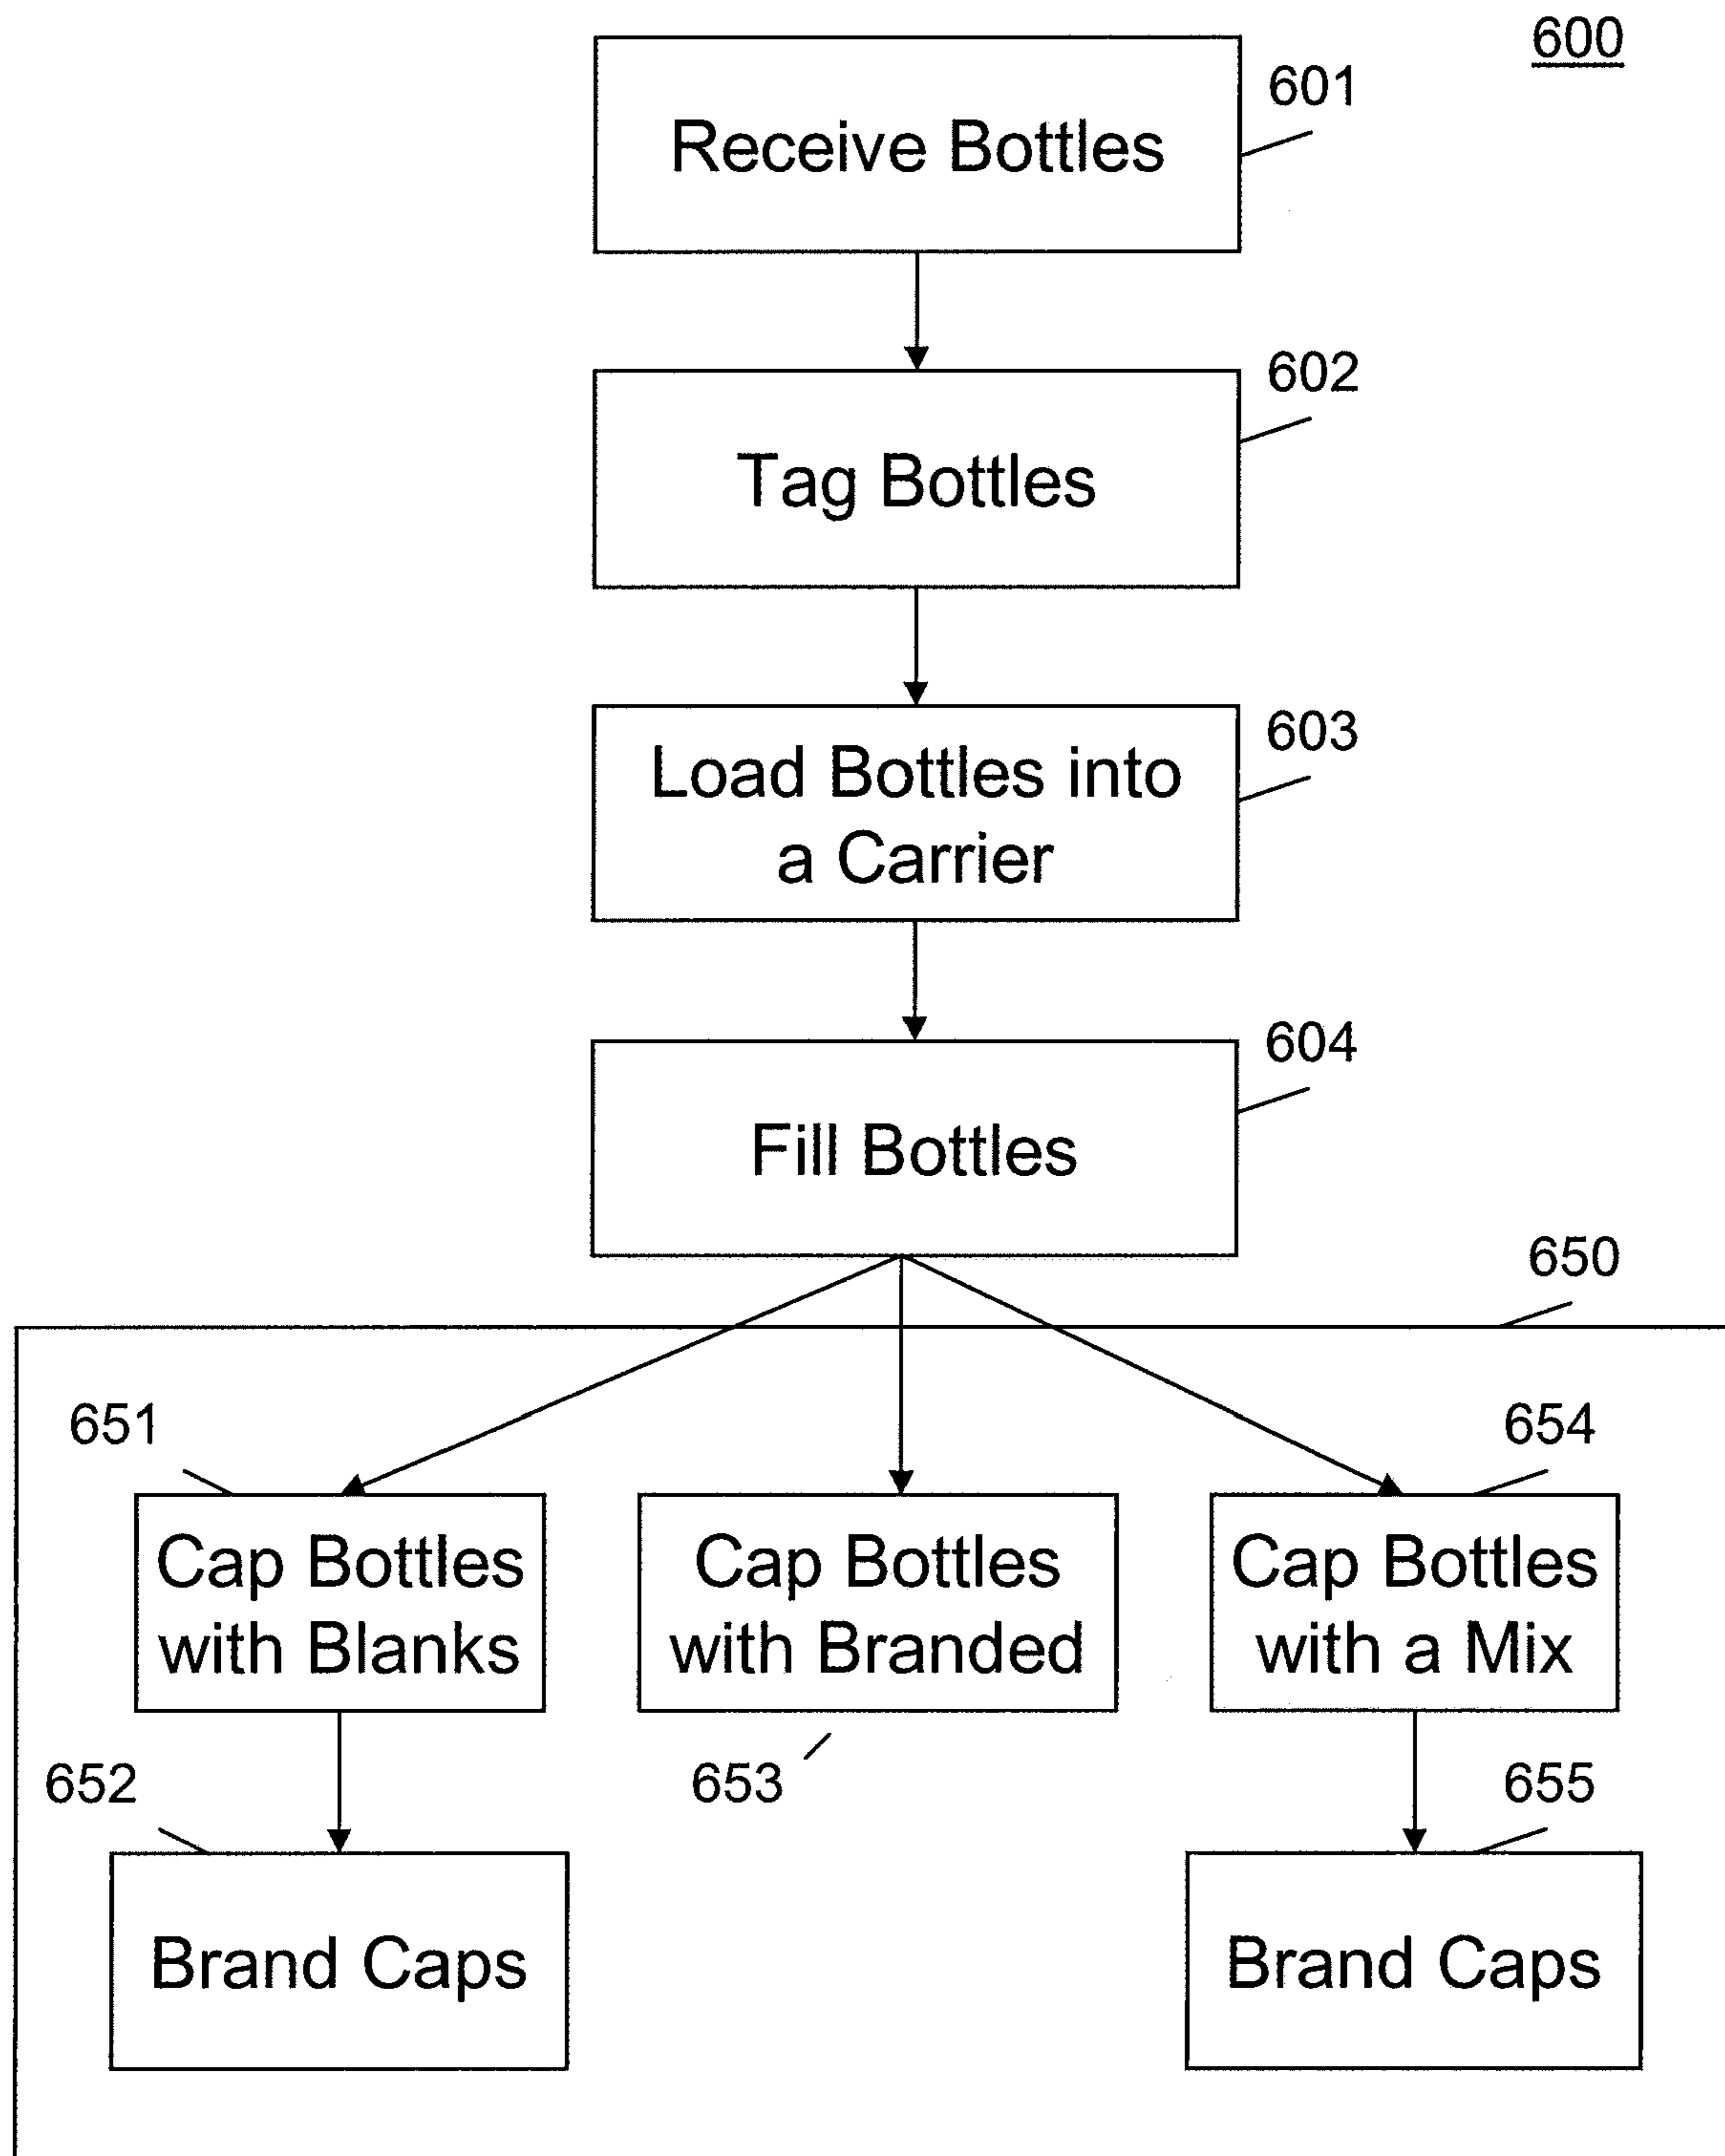 600
601
Receive Bottles
602
Tag Bottles
603
Load Bottles into
a Carrier
604
Fill Bottles
650
651
Cap Bottles
with Blanks
653
Cap Bottles
with Branded
654
Cap Bottles
with a Mix
652
Brand Caps
655
Brand Caps